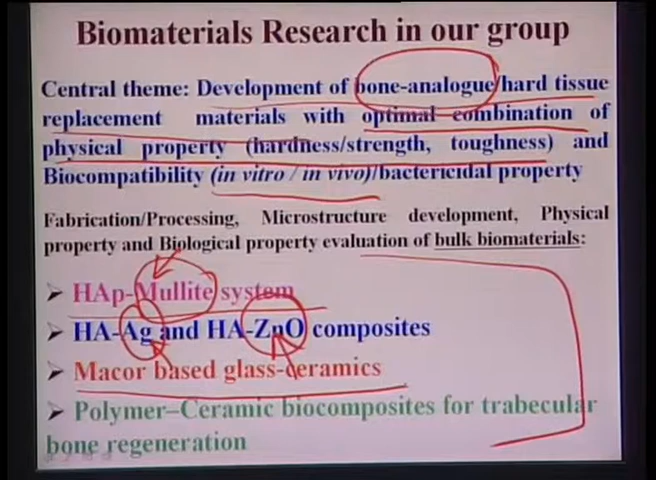 Biomaterials Research in our group
Central theme: Development of bone-analogue/hard tissue
replacement materials with optimal combination of
physical property (hardness/strength, toughness) and
Biocompatibility (in vitro / in vivo)/bactericidal property
Fabrication/Processing, Microstructure development, Physical
property and Biological property evaluation of bulk biomaterials:
➢ HAp-Mullite system
➢ HA-Ag and HA-ZnO composites
➢ Macor based glass-ceramics
➢ Polymer–Ceramic biocomposites for trabecular
bone regeneration